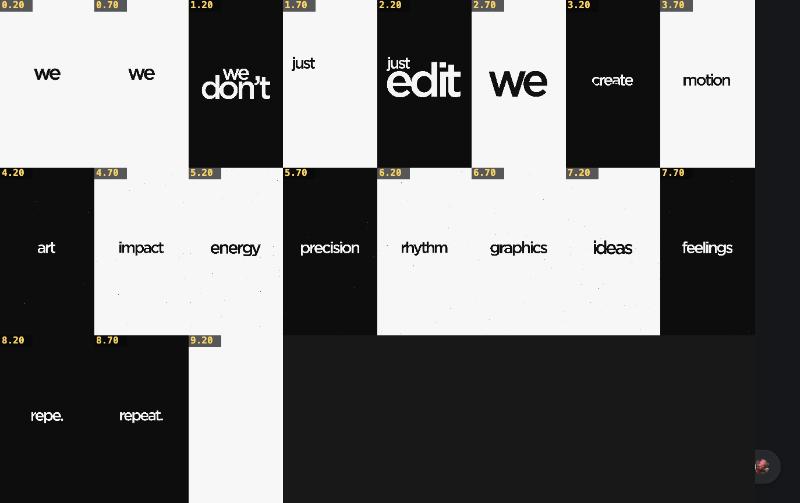 0.20
we
0.70
we
1.20
we
don't
1.70
just
2.20
just
edit
2.70
we
3.20
create
3.70
motion
4.20
art
4.70
impact
5.20
energy
5.70
precision
6.20
rhythm
6.70
graphics
7.20
ideas
7.70
feelings
8.20
repe.
8.70
repeat.
9.20